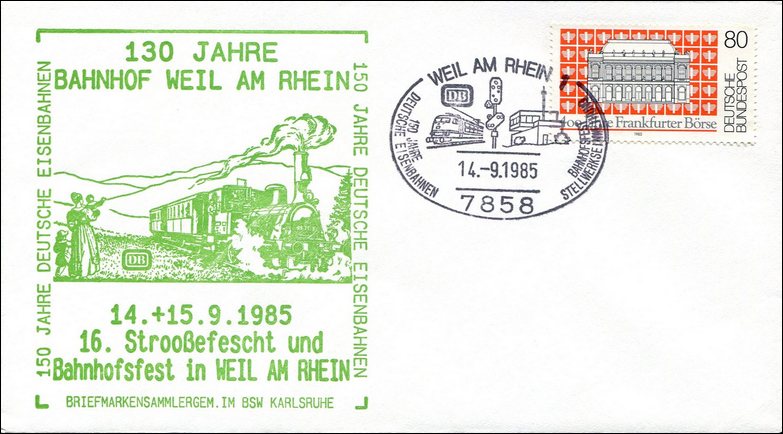 130 JAHRE
BAHNHOF WEIL AM RHEIN
150 JAHRE DEUTSCHE EISENBAHNEN
150 JAHRE DEUTSCHE EISENBAHNEN
DB
14.+15.9.1985
16. Strooßefescht und
Bahnhofsfest in WEIL AM RHEIN
BRIEFMARKENSAMMLERGEM. IM BSW KARLSRUHE
WEIL AM RHEIN 1
DB
150 JAHRE
DEUTSCHE EISENBAHNEN
14.-9.1985
7858
80
DEUTSCHE
BUNDESPOST
Frankfurter Börse
1985